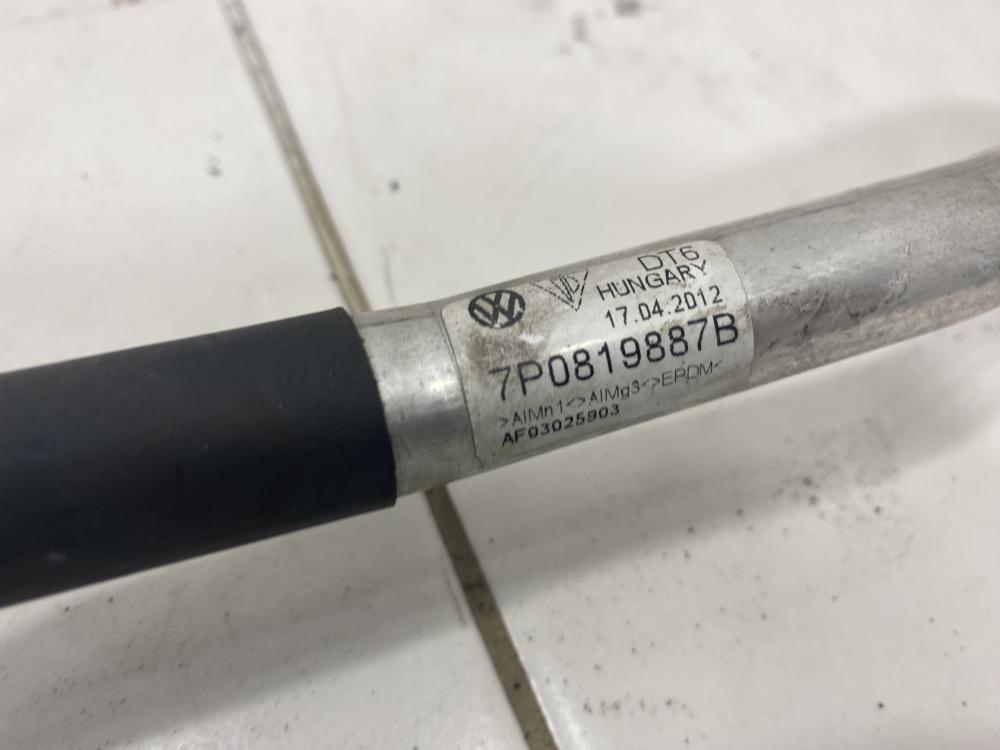 DT6
HUNGARY
17.04.2012
7P0819887B
>AlMn1<>AlMg3<>EPDM<
AF03025903